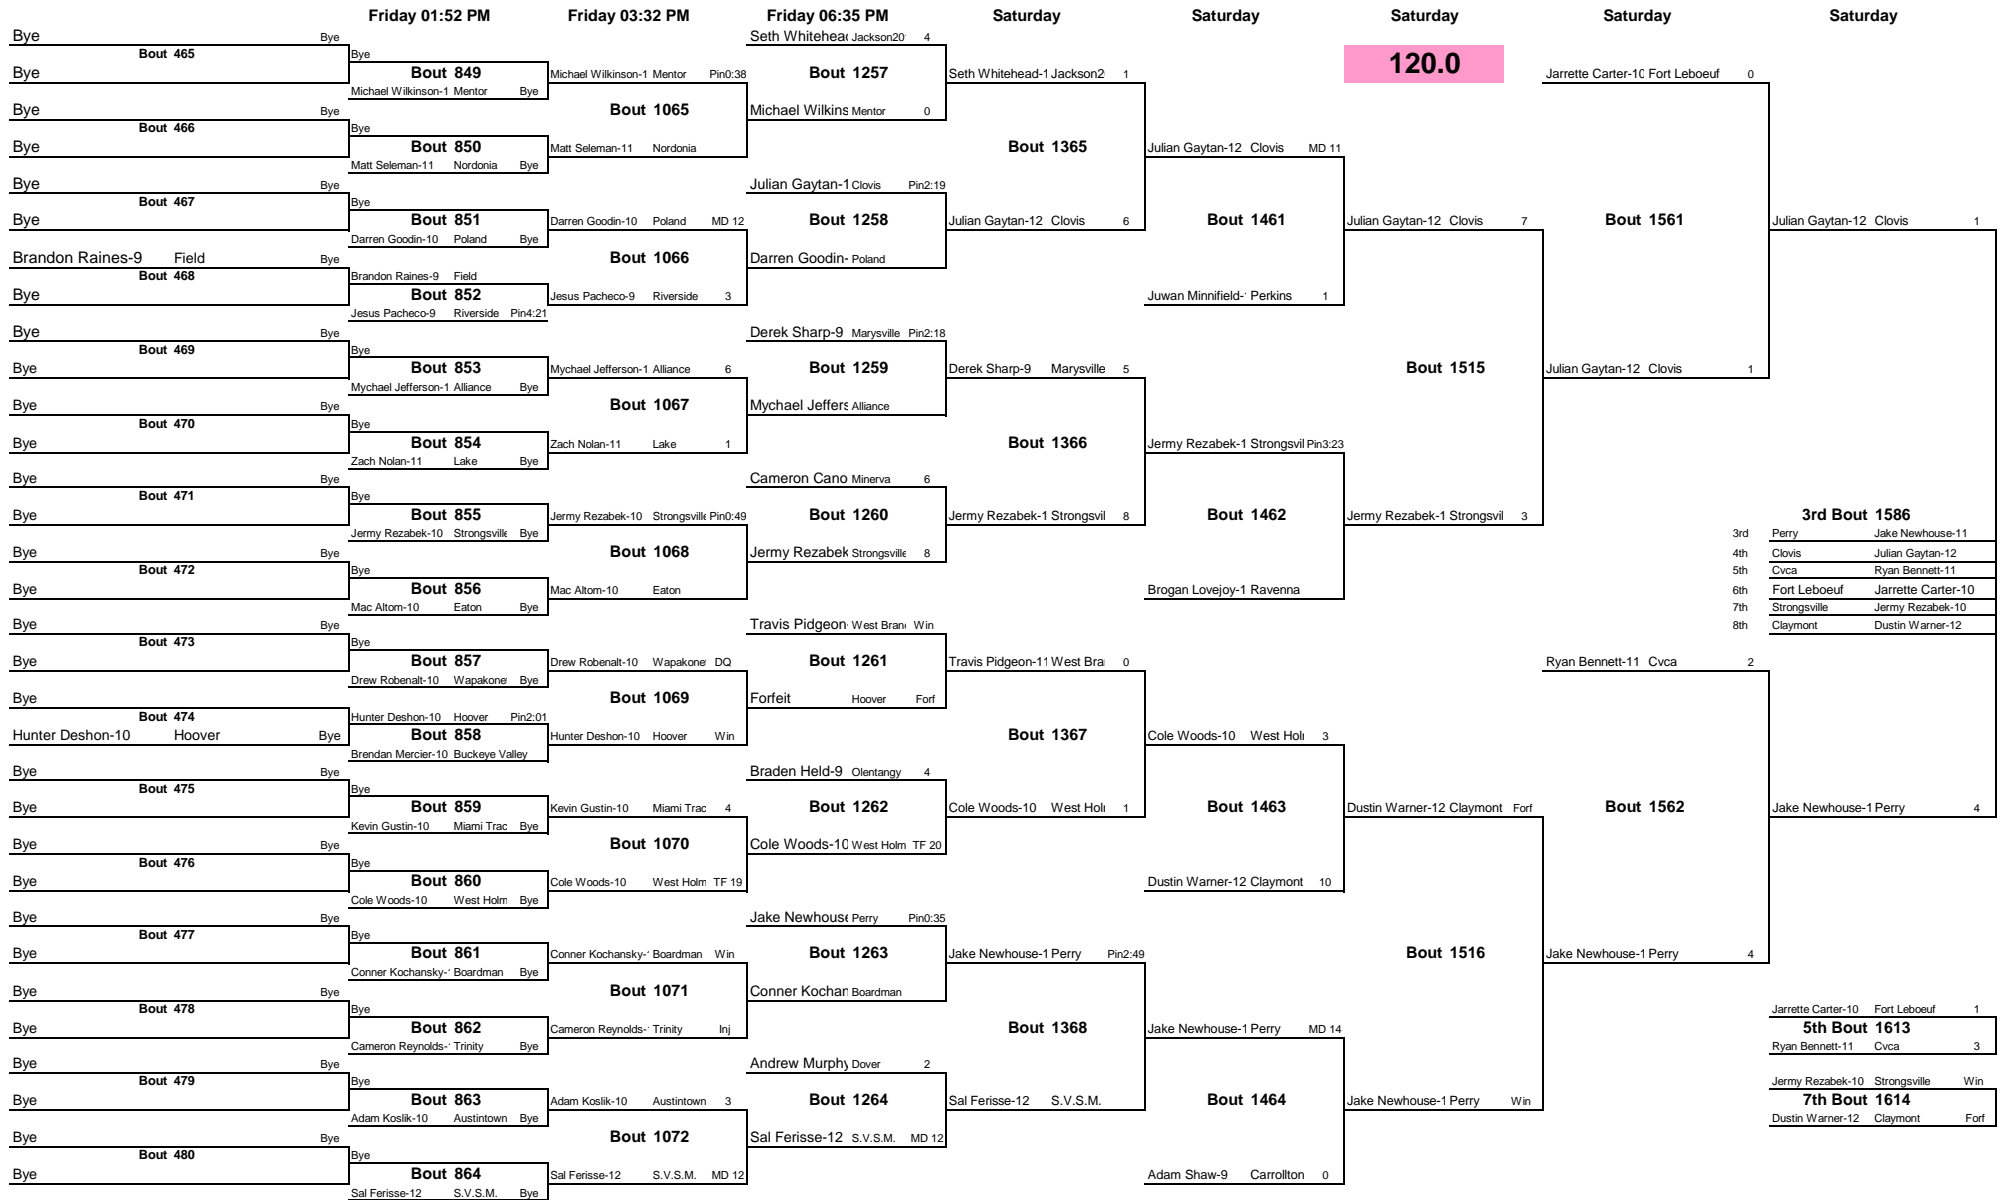 Friday 01:52 PM Friday 03:32 PM Friday 06:35 PM Saturday Saturday Saturday Saturday Saturday
120.0
Bye Bye
Bout 465
Bye
Bye Bye
Bout 466
Bye
Bye Bye
Bout 467
Bye
Brandon Raines-9 Field Bye
Bout 468
Bye
Bye Bye
Bout 469
Bye
Bye Bye
Bout 470
Bye
Bye Bye
Bout 471
Bye
Bye Bye
Bout 472
Bye
Bye Bye
Bout 473
Bye
Bye
Bye
Bout 474
Hunter Deshon-10 Hoover Bye
Bye Bye
Bout 475
Bye
Bye Bye
Bout 476
Bye
Bye Bye
Bout 477
Bye
Bye Bye
Bout 478
Bye
Bye Bye
Bout 479
Bye
Bye Bye
Bout 480
Bye
Bye
Bout 849
Michael Wilkinson-1 Mentor Bye
Bye
Bout 850
Matt Seleman-11 Nordonia Bye
Bye
Bout 851
Darren Goodin-10 Poland Bye
Brandon Raines-9 Field
Bout 852
Jesus Pacheco-9 Riverside Pin4:21
Bye
Bout 853
Mychael Jefferson-1 Alliance Bye
Bye
Bout 854
Zach Nolan-11 Lake Bye
Bye
Bout 855
Jermy Rezabek-10 Strongsville Bye
Bye
Bout 856
Mac Altom-10 Eaton Bye
Bye
Bout 857
Drew Robenalt-10 Wapakone Bye
Hunter Deshon-10 Hoover Pin2:01
Bout 858
Brendan Mercier-10 Buckeye Valley
Bye
Bout 859
Kevin Gustin-10 Miami Trac Bye
Bye
Bout 860
Cole Woods-10 West Holm Bye
Bye
Bout 861
Conner Kochansky- Boardman Bye
Bye
Bout 862
Cameron Reynolds- Trinity Bye
Bye
Bout 863
Adam Koslik-10 Austintown Bye
Bye
Bout 864
Sal Ferisse-12 S.V.S.M. Bye
Michael Wilkinson-1 Mentor Pin0:38
Bout 1065
Matt Seleman-11 Nordonia
Darren Goodin-10 Poland MD 12
Bout 1066
Jesus Pacheco-9 Riverside 3
Mychael Jefferson-1 Alliance 6
Bout 1067
Zach Nolan-11 Lake 1
Jermy Rezabek-10 Strongsville Pin0:49
Bout 1068
Mac Altom-10 Eaton
Drew Robenalt-10 Wapakone DQ
Bout 1069
Hunter Deshon-10 Hoover Win
Kevin Gustin-10 Miami Trac 4
Bout 1070
Cole Woods-10 West Holm TF 19
Conner Kochansky- Boardman Win
Bout 1071
Cameron Reynolds- Trinity Inj
Adam Koslik-10 Austintown 3
Bout 1072
Sal Ferisse-12 S.V.S.M. MD 12
Seth Whitehea Jackson20 4
Bout 1257
Michael Wilkins Mentor 0
Julian Gaytan-1 Clovis Pin2:19
Bout 1258
Darren Goodin- Poland
Derek Sharp-9 Marysville Pin2:18
Bout 1259
Mychael Jeffers Alliance
Cameron Cano Minerva 6
Bout 1260
Jermy Rezabek Strongsville 8
Travis Pidgeon West Bran Win
Bout 1261
Forfeit Hoover Forf
Braden Held-9 Olentangy 4
Bout 1262
Cole Woods-10 West Holm TF 20
Jake Newhouse Perry Pin0:35
Bout 1263
Conner Kochan Boardman
Andrew Murphy Dover 2
Bout 1264
Sal Ferisse-12 S.V.S.M. MD 12
Seth Whitehead-1 Jackson2 1
Bout 1365
Julian Gaytan-12 Clovis 6
Derek Sharp-9 Marysville 5
Bout 1366
Jermy Rezabek-1 Strongsvil 8
Travis Pidgeon-11 West Bra 0
Bout 1367
Cole Woods-10 West Hol 1
Jake Newhouse-1 Perry Pin2:49
Bout 1368
Sal Ferisse-12 S.V.S.M.
Julian Gaytan-12 Clovis MD 11
Bout 1461
Juwan Minnifield- Perkins 1
Jermy Rezabek-1 Strongsvil Pin3:23
Bout 1462
Brogan Lovejoy-1 Ravenna
Cole Woods-10 West Hol 3
Bout 1463
Dustin Warner-12 Claymont 10
Jake Newhouse-1 Perry MD 14
Bout 1464
Adam Shaw-9 Carrollton 0
Julian Gaytan-12 Clovis 7
Bout 1515
Jermy Rezabek-1 Strongsvil 3
Dustin Warner-12 Claymont Forf
Bout 1516
Jake Newhouse-1 Perry Win
Jarrette Carter-10 Fort Leboeuf 0
Bout 1561
Julian Gaytan-12 Clovis 1
Ryan Bennett-11 Cvca 2
Bout 1562
Jake Newhouse-1 Perry 4
Julian Gaytan-12 Clovis 1
3rd Bout 1586
3rd Perry Jake Newhouse-11
4th Clovis Julian Gaytan-12
5th Cvca Ryan Bennett-11
6th Fort Leboeuf Jarrette Carter-10
7th Strongsville Jermy Rezabek-10
8th Claymont Dustin Warner-12
Jake Newhouse-1 Perry 4
Jarrette Carter-10 Fort Leboeuf 1
5th Bout 1613
Ryan Bennett-11 Cvca 3
Jermy Rezabek-10 Strongsville Win
7th Bout 1614
Dustin Warner-12 Claymont Forf